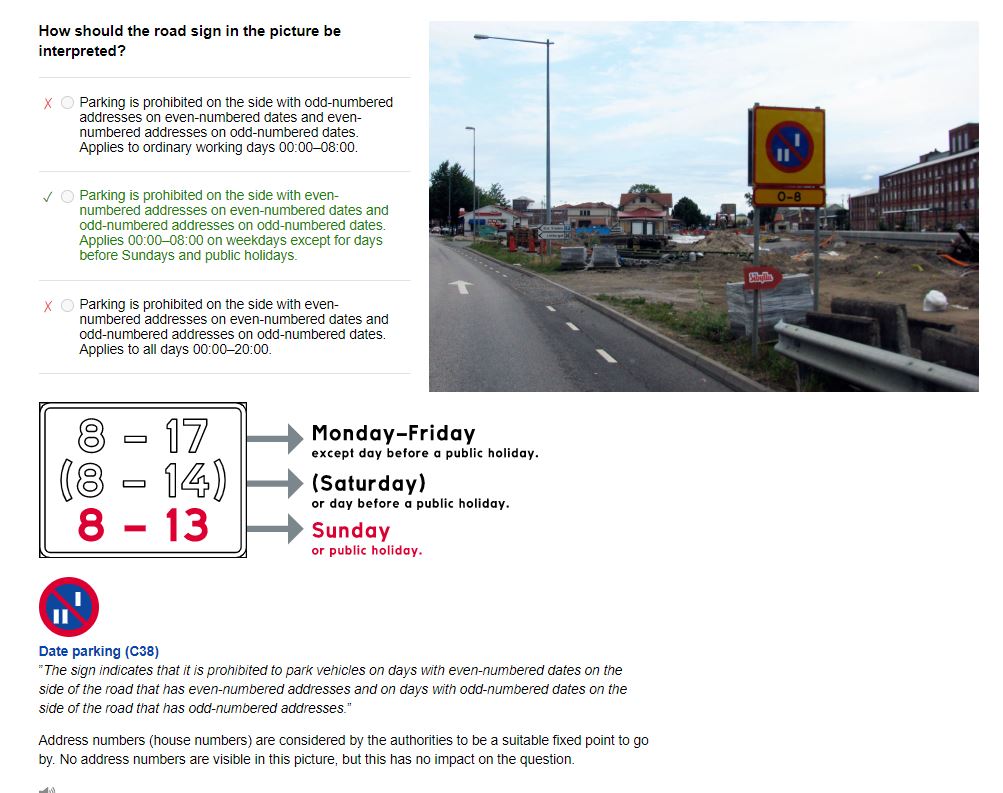 How should the road sign in the picture be
interpreted?
Parking is prohibited on the side with odd-numbered
addresses on even-numbered dates and even-
numbered addresses on odd-numbered dates.
Applies to ordinary working days 00:00–08:00.
Parking is prohibited on the side with even-
numbered addresses on even-numbered dates and
odd-numbered addresses on odd-numbered dates.
Applies 00:00–08:00 on weekdays except for days
before Sundays and public holidays.
Parking is prohibited on the side with even-
numbered addresses on even-numbered dates and
odd-numbered addresses on odd-numbered dates.
Applies to all days 00:00–20:00.
0-8
Sibylla
8 – 17
(8 – 14)
8 – 13
Monday–Friday
except day before a public holiday.
(Saturday)
or day before a public holiday.
Sunday
or public holiday.
Date parking (C38)
"The sign indicates that it is prohibited to park vehicles on days with even-numbered dates on the
side of the road that has even-numbered addresses and on days with odd-numbered dates on the
side of the road that has odd-numbered addresses."
Address numbers (house numbers) are considered by the authorities to be a suitable fixed point to go
by. No address numbers are visible in this picture, but this has no impact on the question.